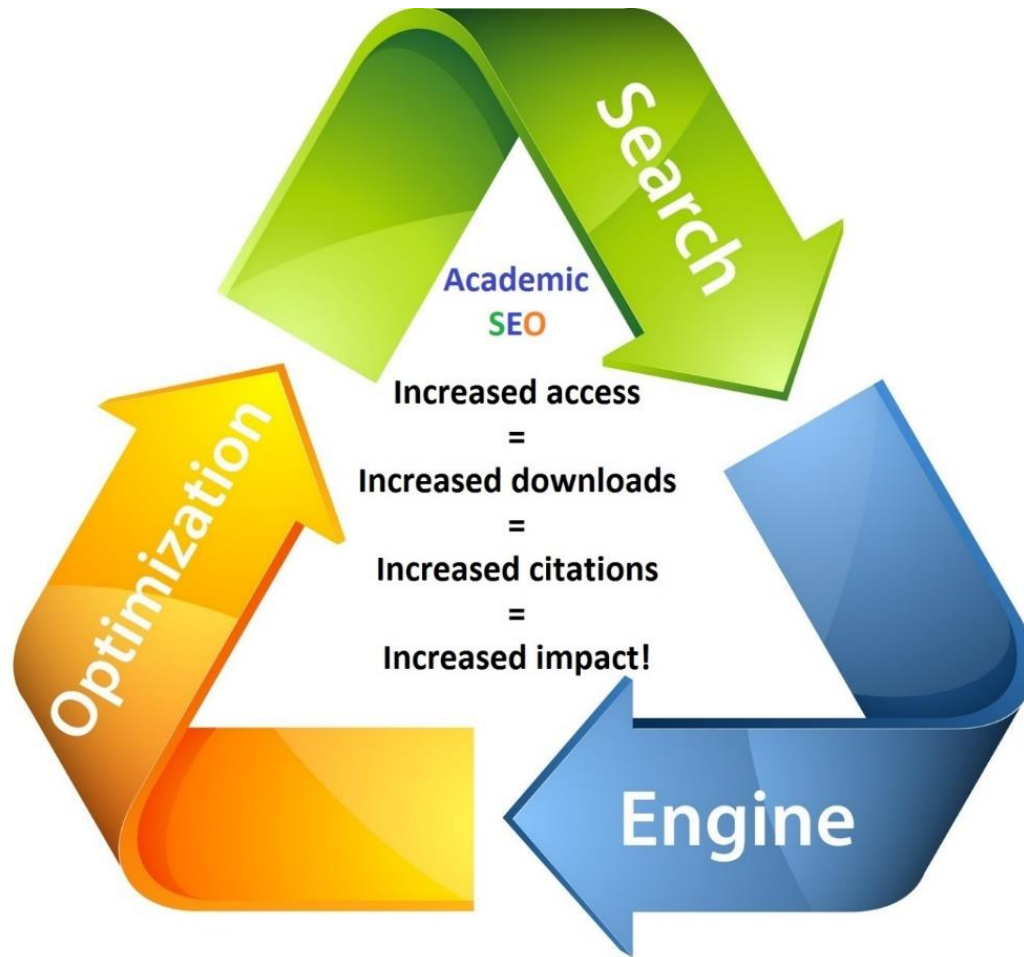 Search
Academic
SEO
Increased access
=
Increased downloads
=
Increased citations
=
Increased impact!
Optimization
Engine